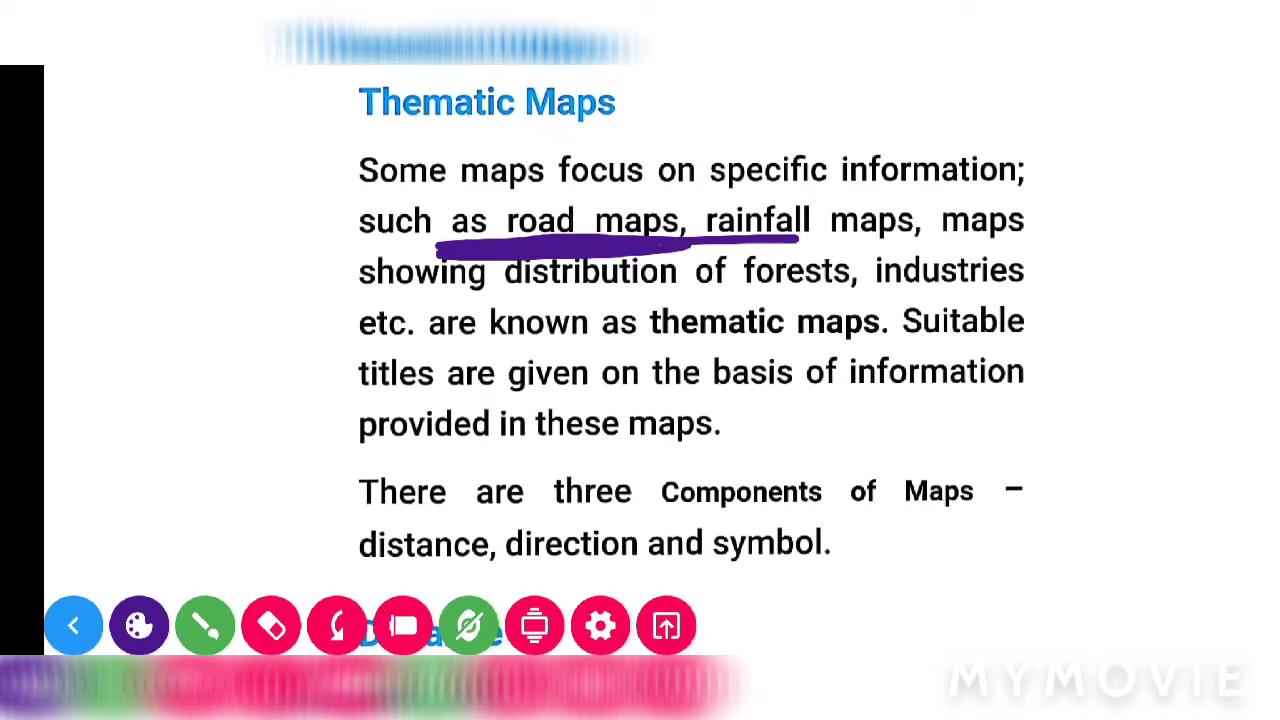 Thematic Maps
Some maps focus on specific information;
such as road maps, rainfall maps, maps
showing distribution of forests, industries
etc. are known as thematic maps. Suitable
titles are given on the basis of information
provided in these maps.
There are three Components of Maps –
distance, direction and symbol.
MYMOVIE